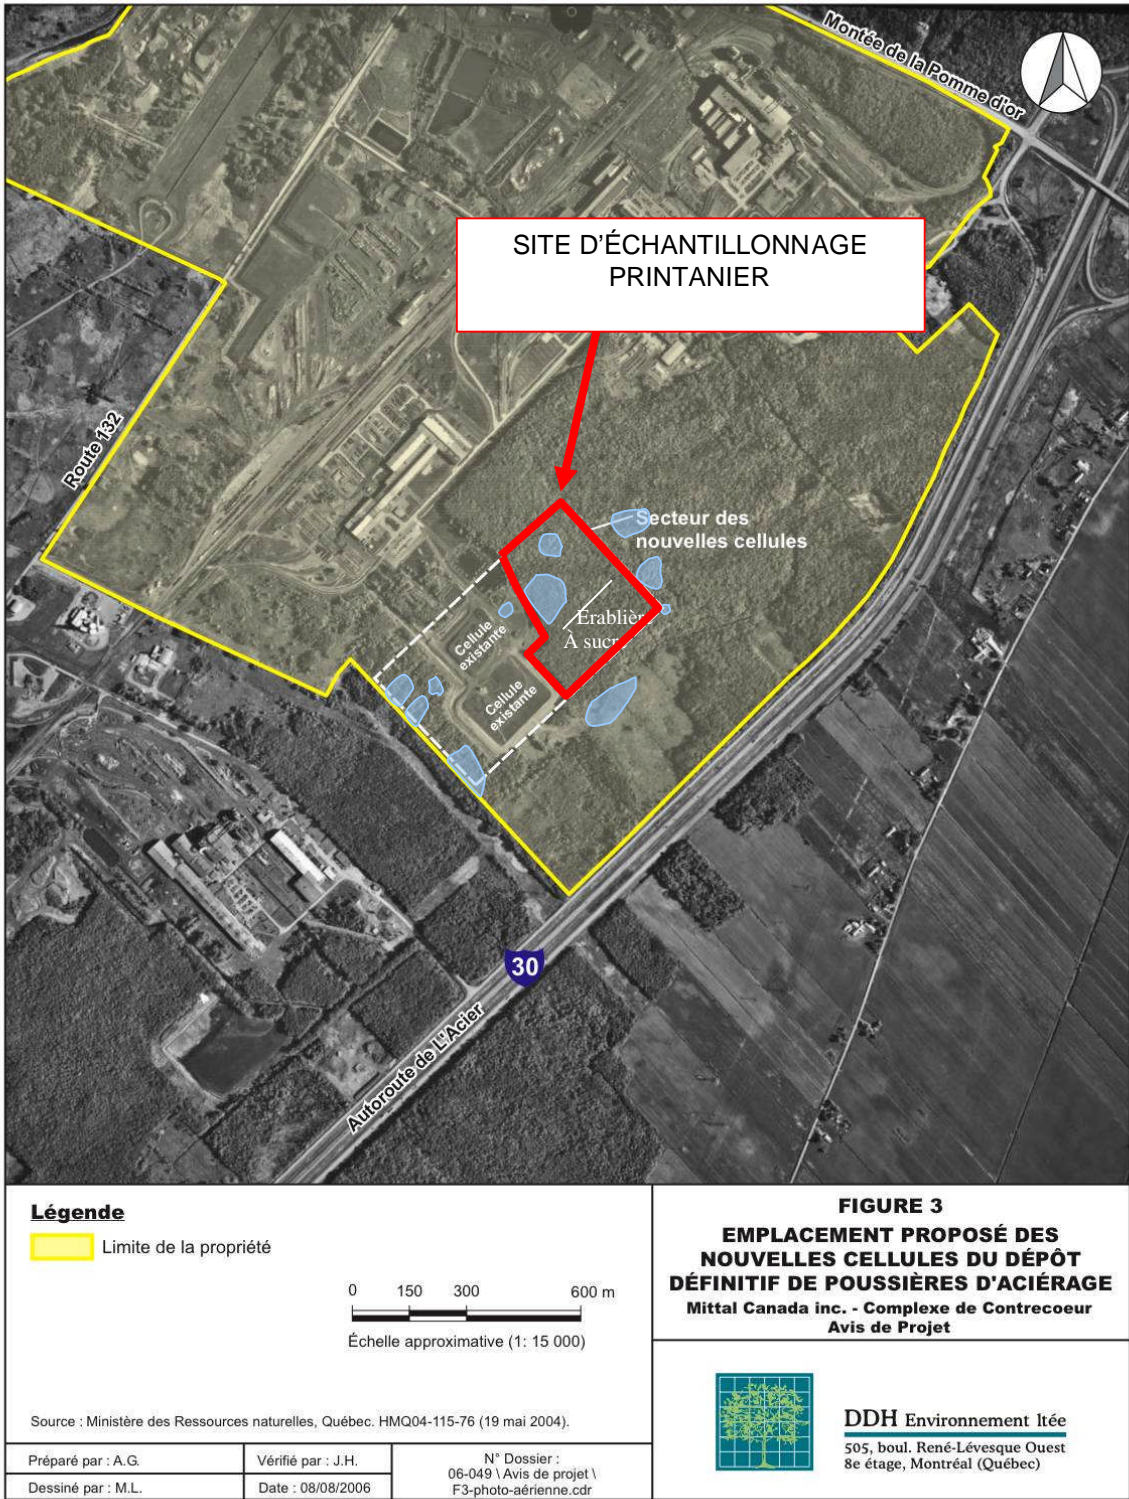 Montée de la Pomme d'or
SITE D'ÉCHANTILLONNAGE
PRINTANIER
Route 132
Secteur des
nouvelles cellules
Érablière
À sucre
Cellule
existante
Cellule
existante
30
Autoroute de L'Acier
Légende
Limite de la propriété
0 150 300 600 m
Échelle approximative (1: 15 000)
Source : Ministère des Ressources naturelles, Québec. HMQ04-115-76 (19 mai 2004).
Préparé par : A.G.
Vérifié par : J.H.
Dessiné par : M.L.
Date : 08/08/2006
N° Dossier :
06-049 \ Avis de projet \
F3-photo-aérienne.cdr
FIGURE 3
EMPLACEMENT PROPOSÉ DES
NOUVELLES CELLULES DU DÉPÔT
DÉFINITIF DE POUSSIÈRES D'ACIÉRAGE
Mittal Canada inc. - Complexe de Contrecoeur
Avis de Projet
DDH Environnement ltée
505, boul. René-Lévesque Ouest
8e étage, Montréal (Québec)